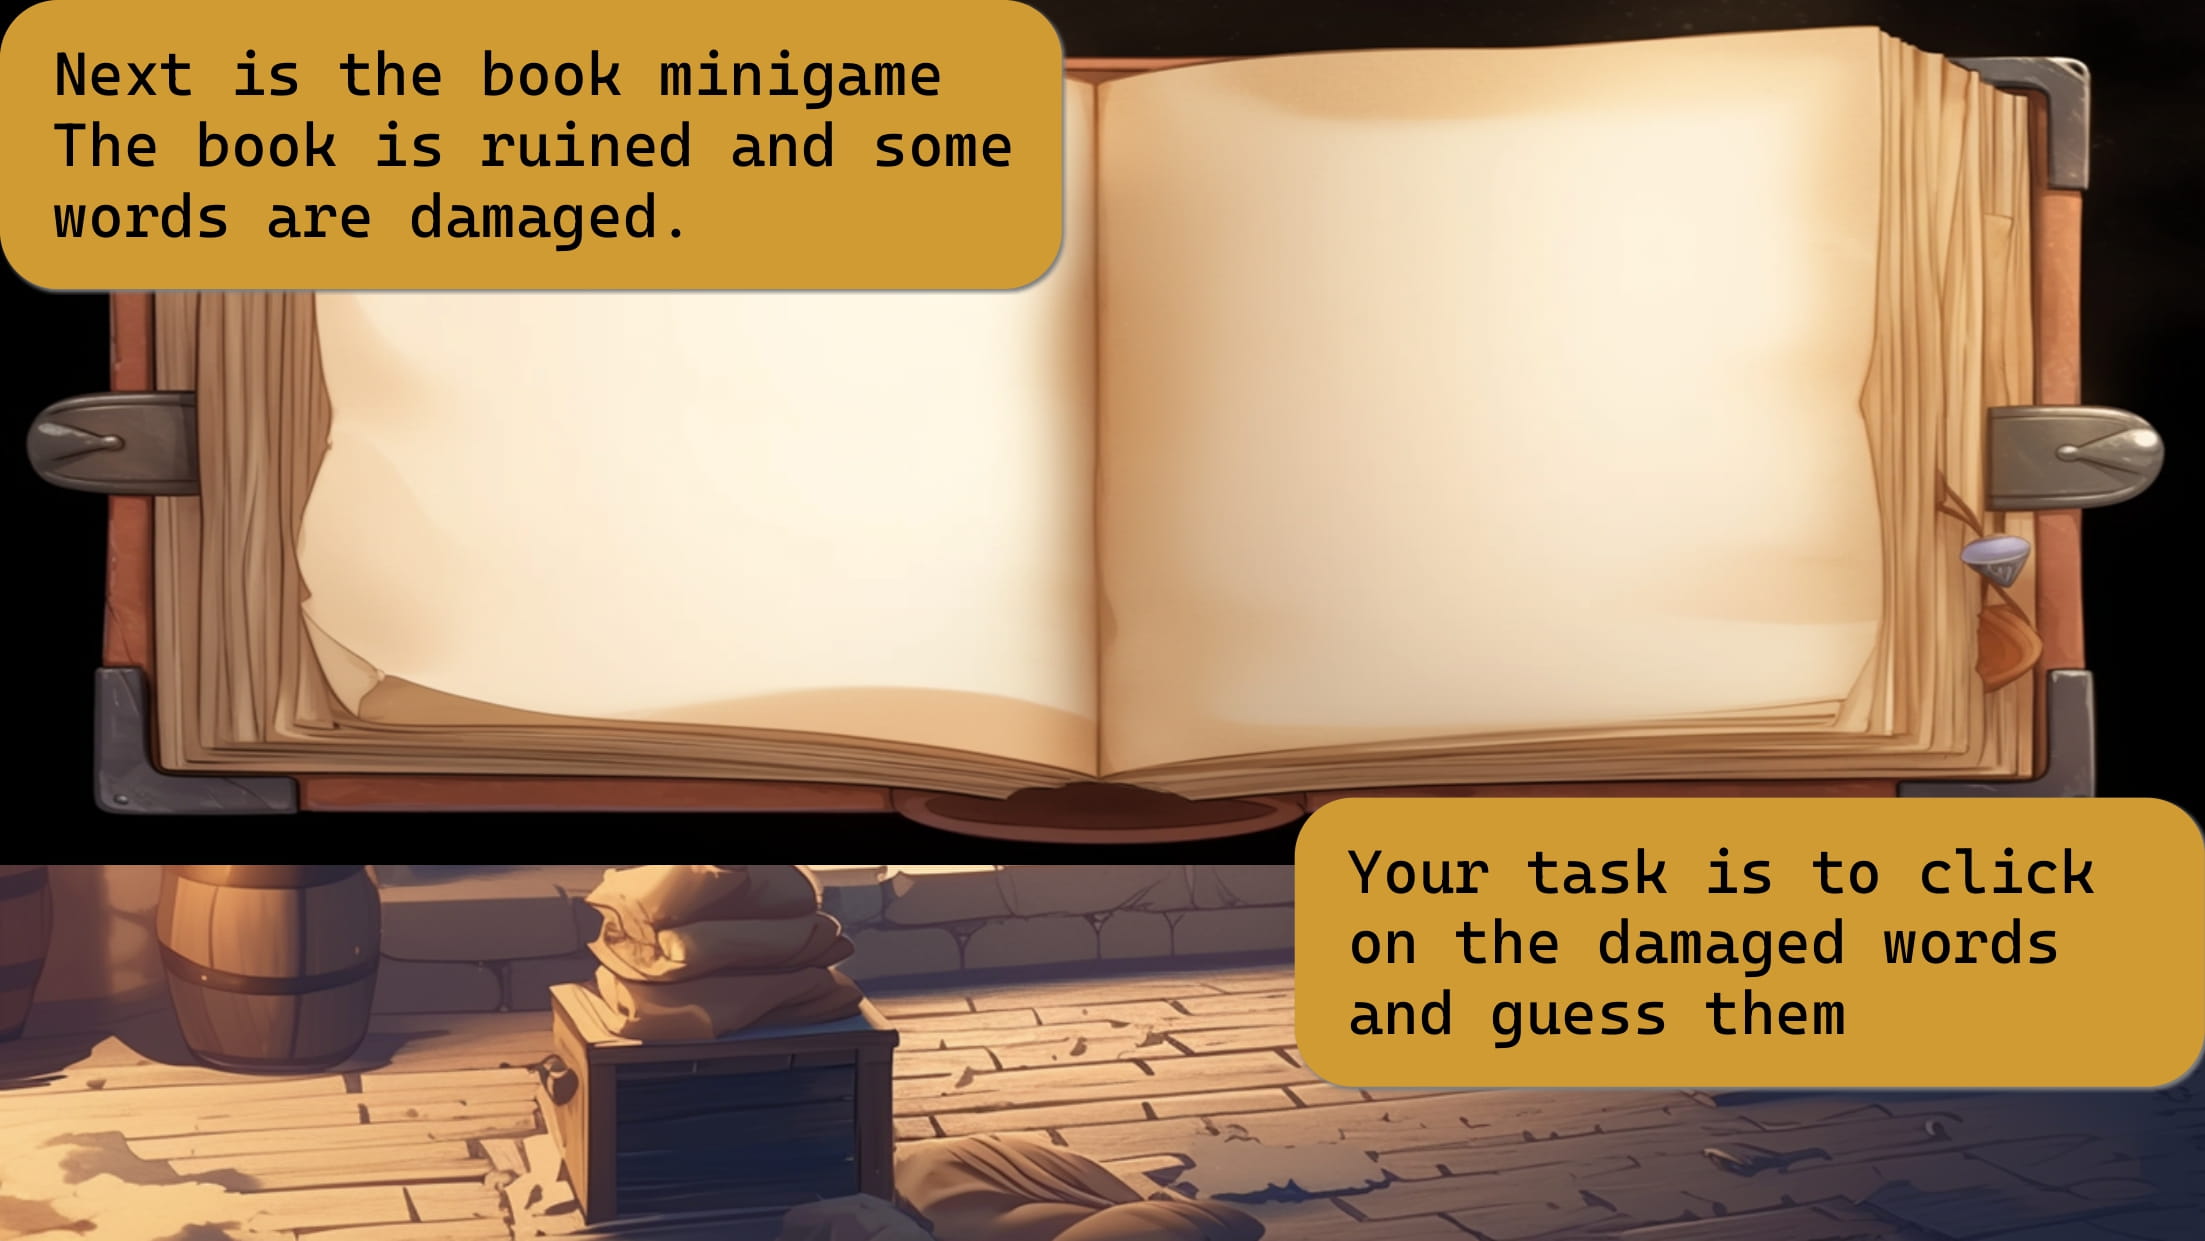 Next is the book minigame
The book is ruined and some
words are damaged.
Your task is to click
on the damaged words
and guess them